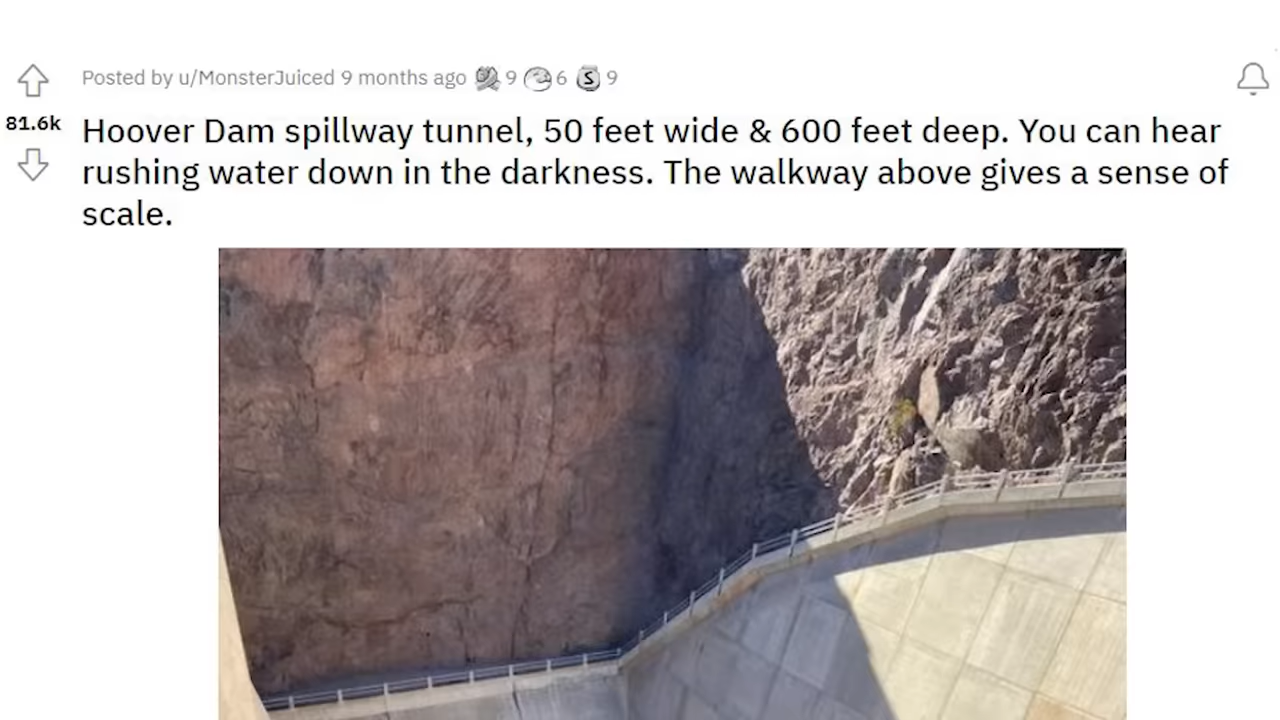 Posted by u/MonsterJuiced 9 months ago 9 6 S 9
81.6k
Hoover Dam spillway tunnel, 50 feet wide & 600 feet deep. You can hear
rushing water down in the darkness. The walkway above gives a sense of
scale.